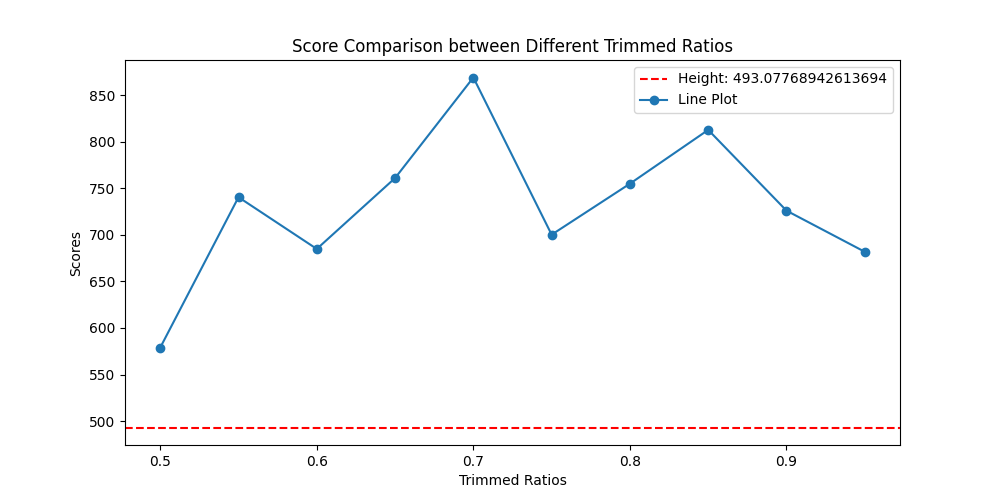 Score Comparison between Different Trimmed Ratios
Height: 493.07768942613694
Line Plot
850
800
750
700
650
600
550
500
Scores
0.5 0.6 0.7 0.8 0.9
Trimmed Ratios